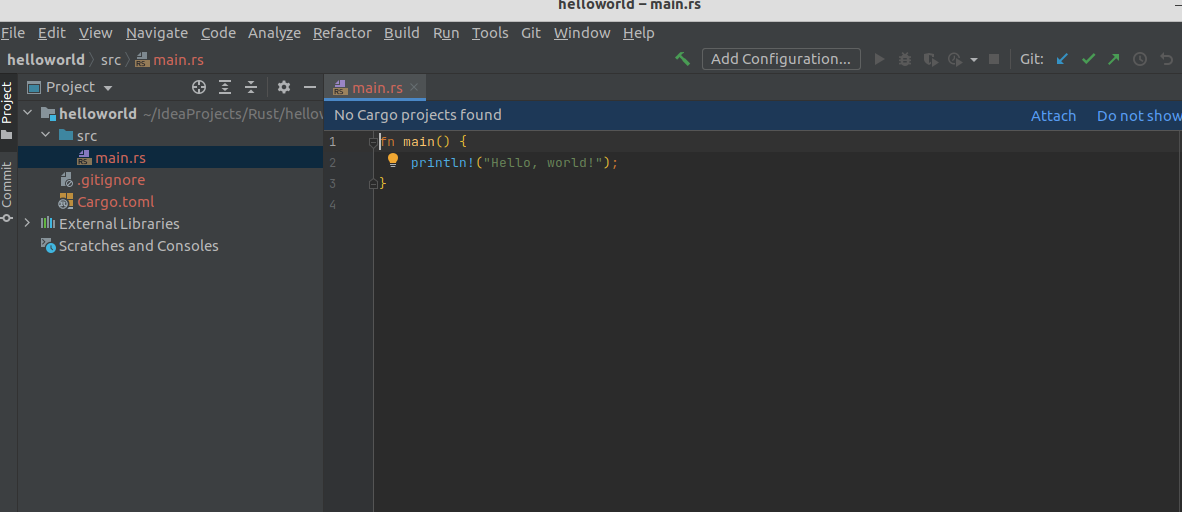 helloworld – main.rs
File Edit View Navigate Code Analyze Refactor Build Run Tools Git Window Help
helloworld src main.rs Add Configuration... Git:
Project main.rs
Project
helloworld ~/IdeaProjects/Rust/hellow
No Cargo projects found Attach Do not show
src
main.rs
.gitignore
Cargo.toml
External Libraries
Scratches and Consoles
Commit
1 fn main() {
2 println!("Hello, world!");
3 }
4